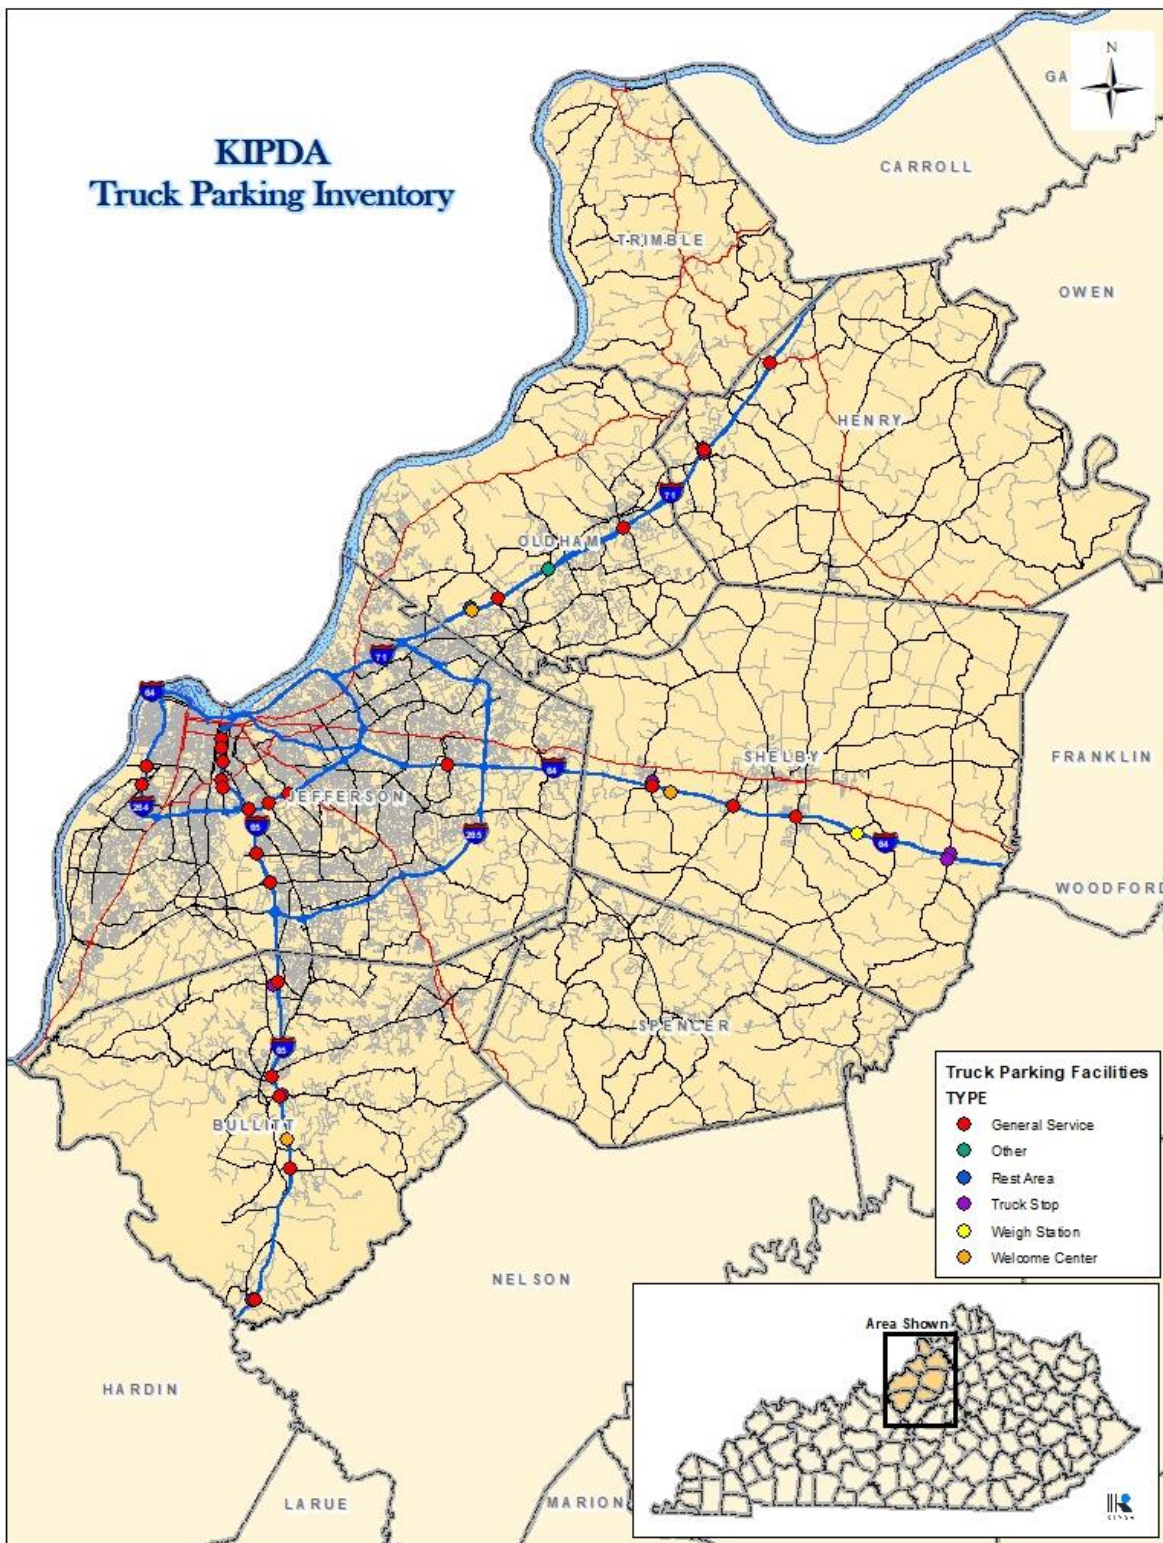 KIPDA
Truck Parking Inventory
N
GA
CARROLL
TRIMBLE
OWEN
HENRY
71
OLDHAM
71
64
SHELBY
FRANKLIN
64
JEFFERSON
264
65
265
64
WOODFORD
SPENCER
65
BULLITT
Truck Parking Facilities
TYPE
General Service
Other
Rest Area
Truck Stop
Weigh Station
Welcome Center
NELSON
Area Shown
HARDIN
LARUE
MARION